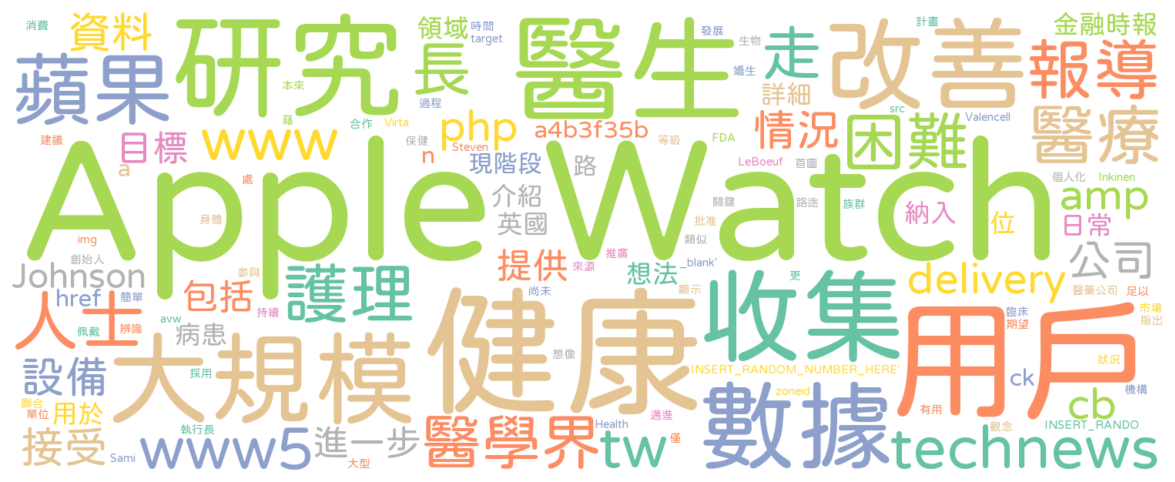 消費
資料
研究
領域
時間
target
長
過程
醫生
發展
生物
嬌生
走
詳細
計畫
改善
金融時報
報導
蘋果
本來
藉
合作
Virta
www
php
Steven
n
a4b3f35b
保健
等級
FDA
情況
src
困難
Valencell
醫療
建議
目標
a
處
現階段
路
LeBoeuf
首圖
個人化
Inkinen
amp
Apple Watch
介紹
英國
身體
關鍵
批准
路途
族群
納入
位
日常
img
創始人
Johnson
href
簡單
參與
護理
提供
推廣
來源
類似
_blank'
想法
顯示
更
delivery
公司
醫藥公司
足以
包括
人士
辨識
佩戴
avw
持續
病患
尚未
健康
收集
用戶
臨床
期望
市場
指出
設備
採用
大規模
想像
INSERT_RANDOM_NUMBER_HERE'
狀況
聯合
單位
用於
zoneid
ck
機構
執行長
Health
邁進
數據
有用
cb
觀念
INSERT_RANDO
接受
Sami
www5
進一步
大型
醫學界
tw
僅
technews